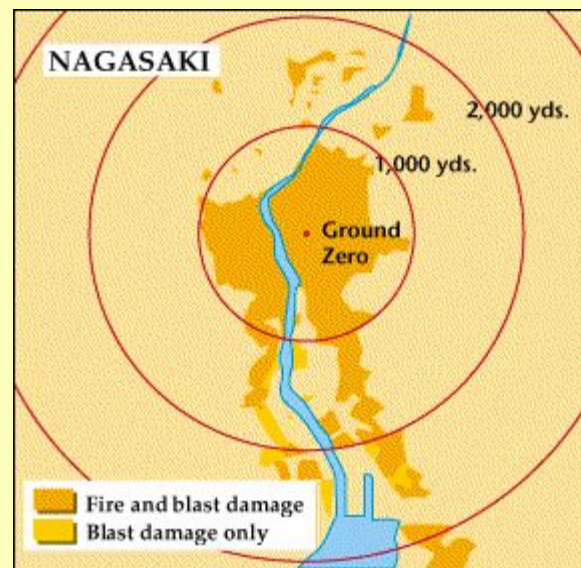 NAGASAKI
2,000 yds.
1,000 yds.
Ground
Zero
Fire and blast damage
Blast damage only